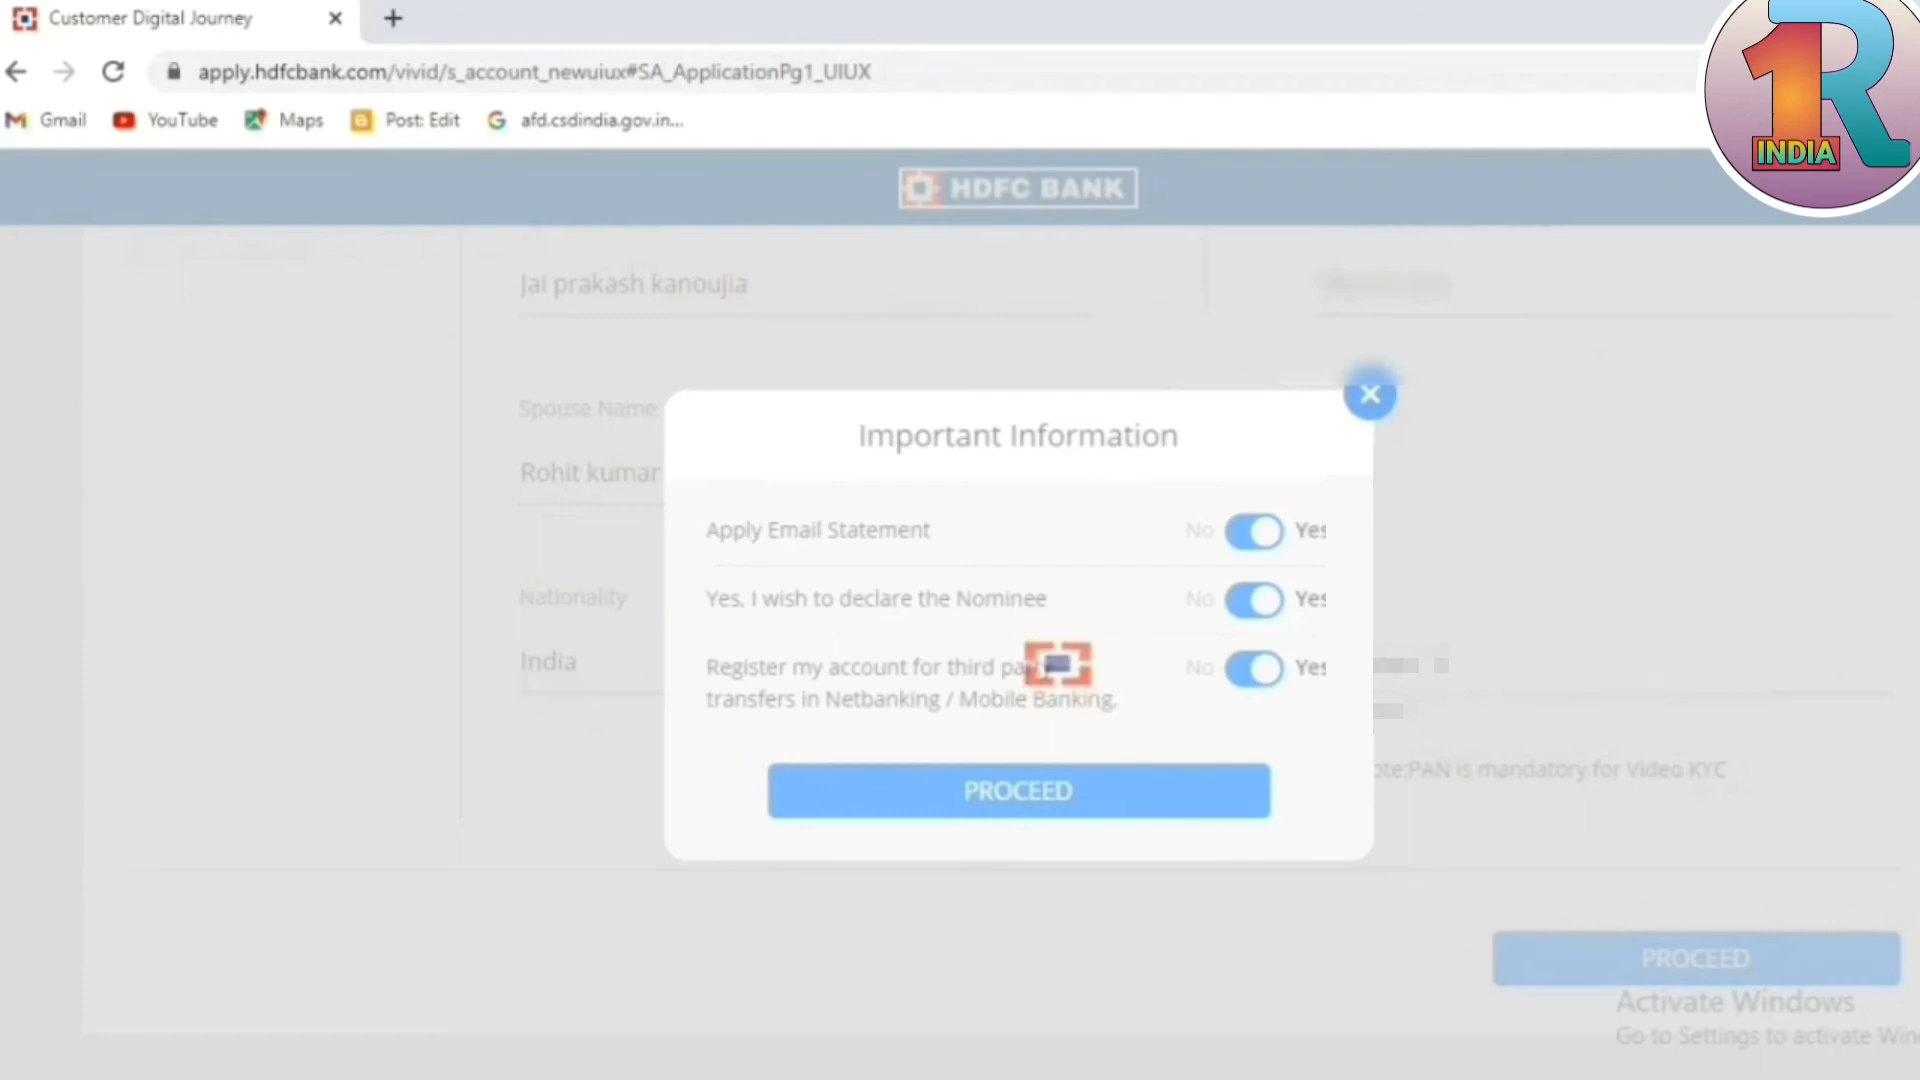 Customer Digital Journey
apply.hdfcbank.com/vivid/s_account_newuiux#SA_ApplicationPg1_UIUX
Gmail YouTube Maps Post: Edit afd.csdindia.gov.in...
1R
INDIA
HDFC BANK
Jai prakash kanoujia
Spouse Name
Rohit kumar
Nationality
India
Important Information
Apply Email Statement No Yes
Yes, I wish to declare the Nominee No Yes
Register my account for third No Yes
transfers in Netbanking / Mobile Banking.
PROCEED
ote:PAN is mandatory for Video KYC
PROCEED
Activate Windows
Go to Settings to activate Win